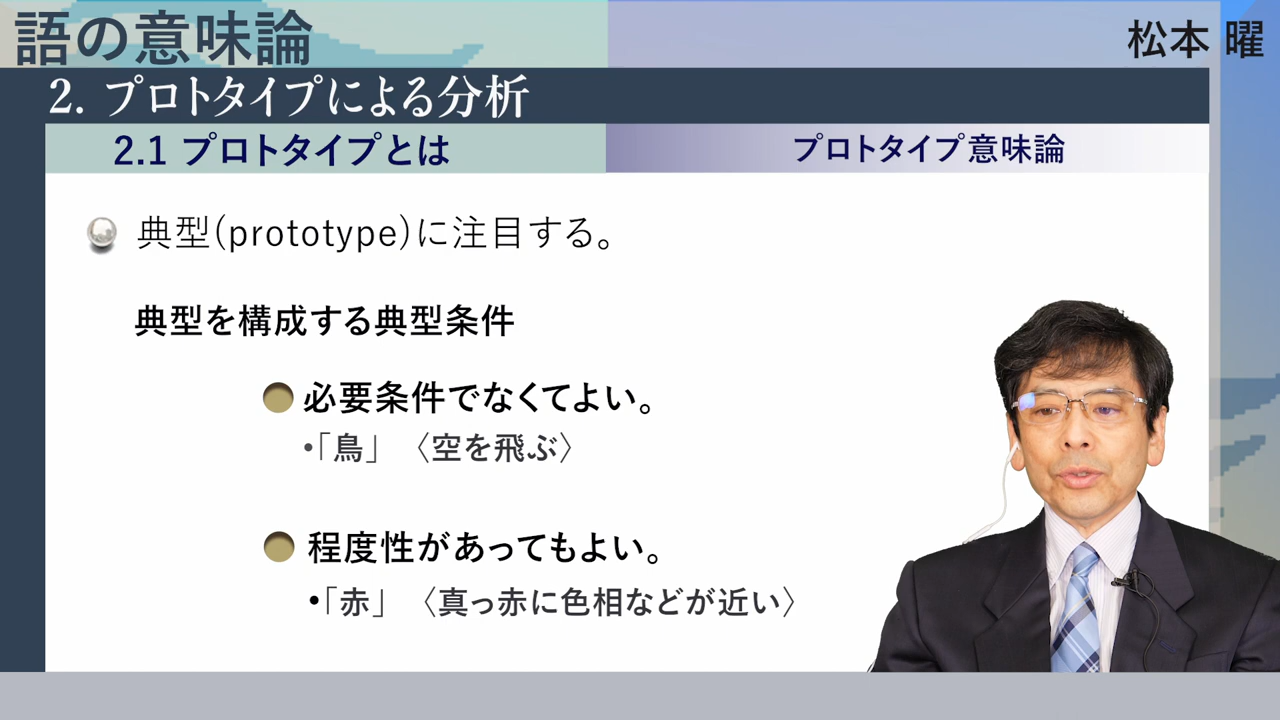 語の意味論
松本 曜
2. プロトタイプによる分析
2.1 プロトタイプとは
プロトタイプ意味論
典型(prototype)に注目する。
典型を構成する典型条件
必要条件でなくてよい。
・「鳥」 〈空を飛ぶ〉
程度性があってもよい。
・「赤」 〈真っ赤に色相などが近い〉